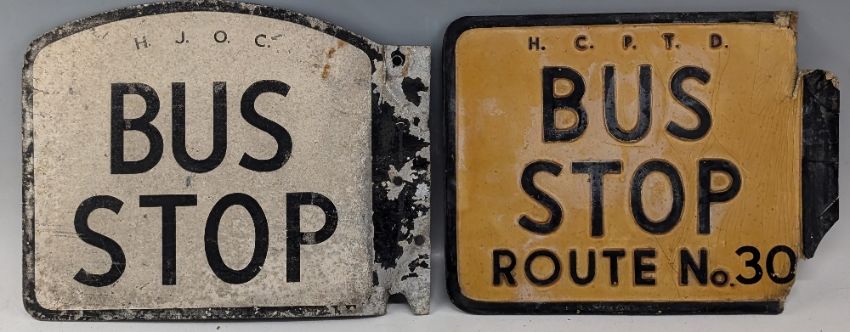 H. J. O. C.
BUS
STOP
H. C. P. T. D.
BUS
STOP
ROUTE No. 30